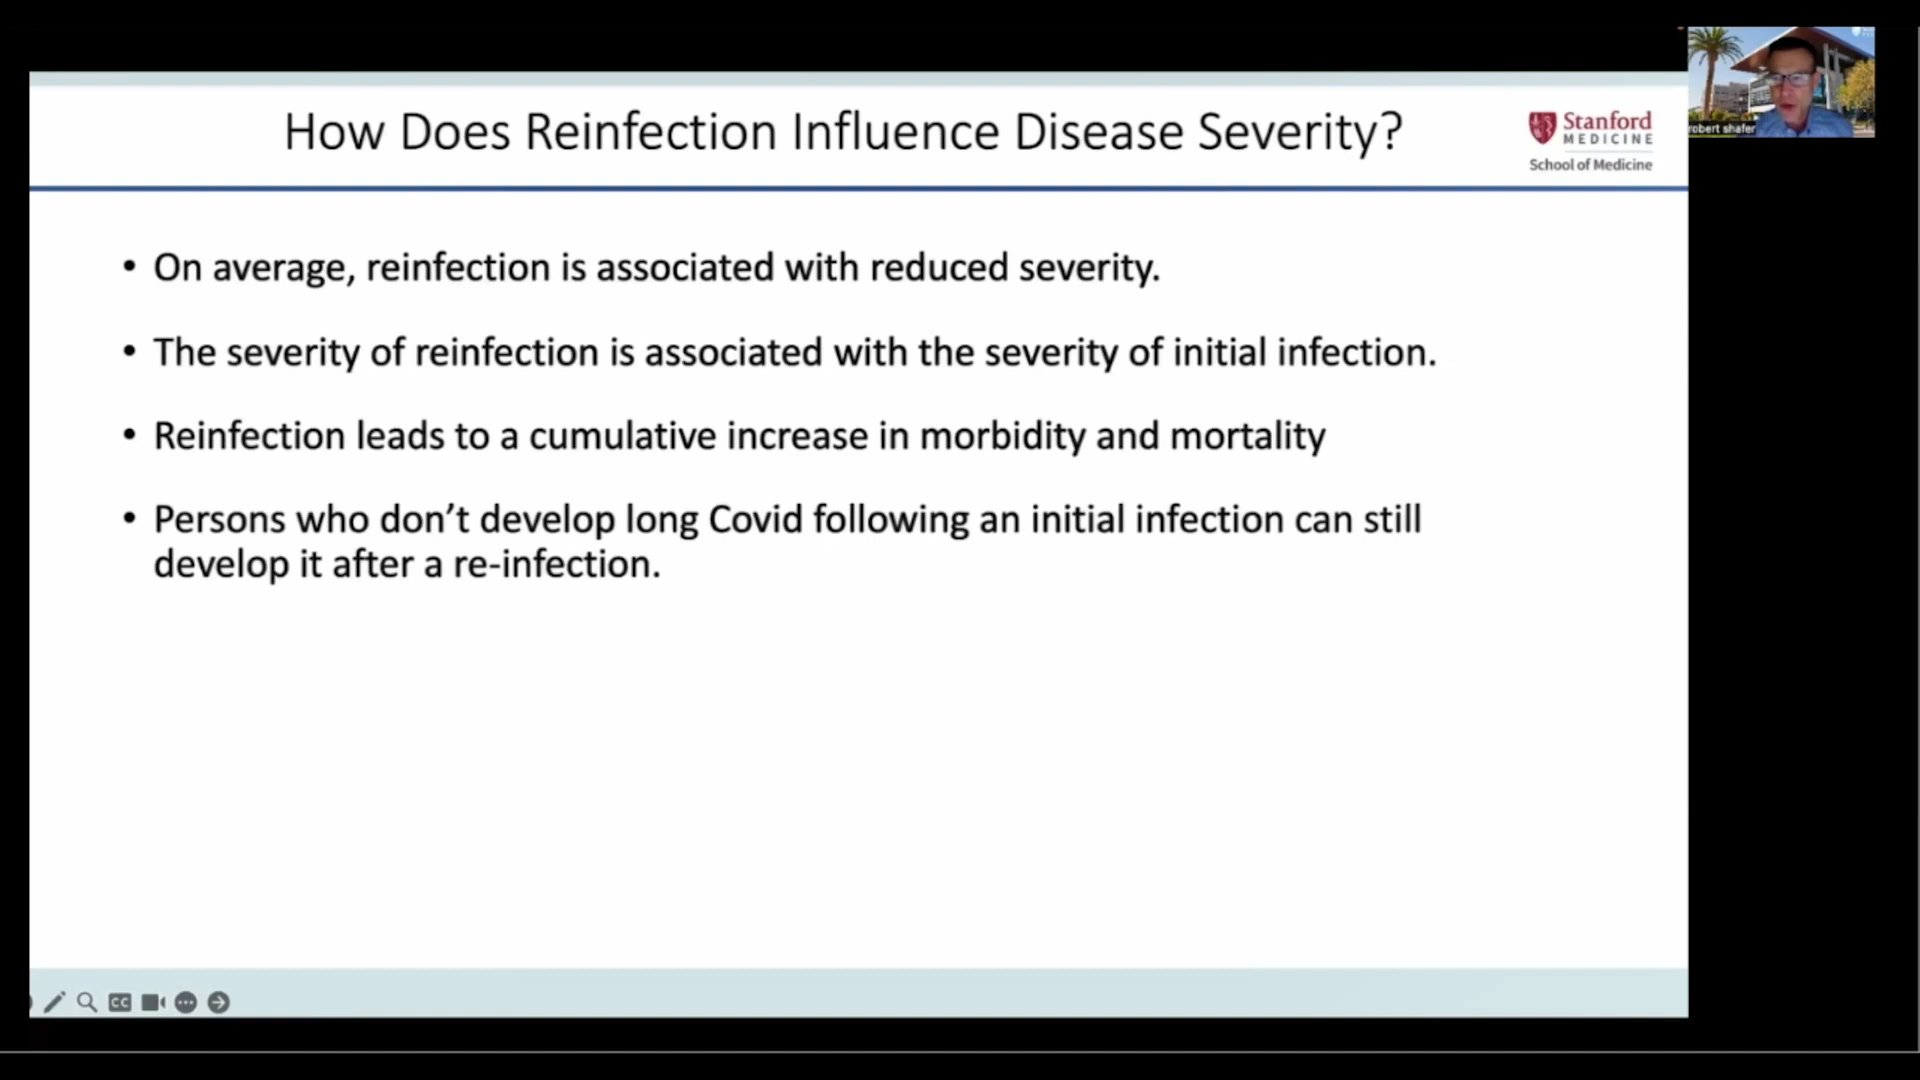 How Does Reinfection Influence Disease Severity?
Stanford
MEDICINE
School of Medicine
robert shafer
• On average, reinfection is associated with reduced severity.
• The severity of reinfection is associated with the severity of initial infection.
• Reinfection leads to a cumulative increase in morbidity and mortality
• Persons who don’t develop long Covid following an initial infection can still
develop it after a re-infection.
CC